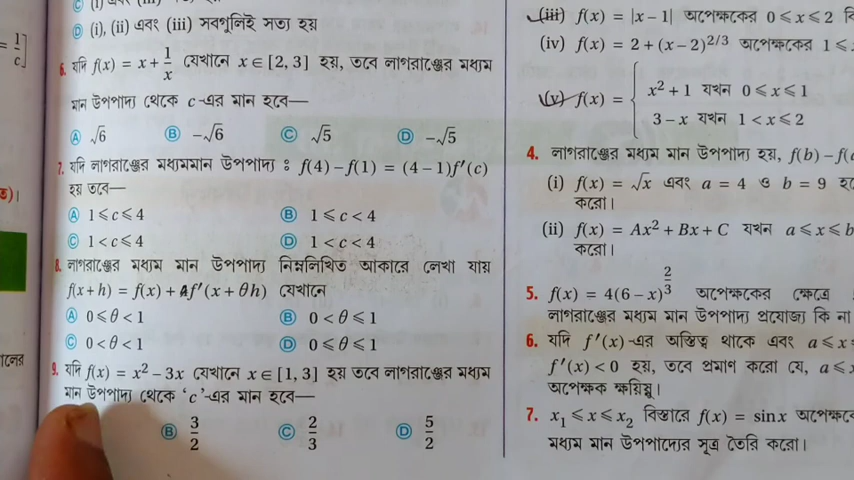 (i), (ii) এবং (iii) সবগুলিই সত্য হয়
6. যদি f(x) = x + 1/x যেখানে x ∈ [2, 3] হয়, তবে লাগরাঞ্জের মধ্যম
মান উপপাদ্য থেকে c-এর মান হবে—
Ⓐ √6 Ⓑ −√6 Ⓒ √5 Ⓓ −√5
7. যদি লাগরাঞ্জের মধ্যমমান উপপাদ্য : f(4) − f(1) = (4 − 1)f′(c)
হয় তবে—
Ⓐ 1 ⩽ c ⩽ 4 Ⓑ 1 ⩽ c < 4
Ⓒ 1 < c ⩽ 4 Ⓓ 1 < c < 4
8. লাগরাঞ্জের মধ্যম মান উপপাদ্য নিম্নলিখিত আকারে লেখা যায়
f(x + h) = f(x) + hf′(x + θh) যেখানে
Ⓐ 0 ⩽ θ < 1 Ⓑ 0 < θ ⩽ 1
Ⓒ 0 < θ < 1 Ⓓ 0 ⩽ θ ⩽ 1
9. যদি f(x) = x² − 3x যেখানে x ∈ [1, 3] হয় তবে লাগরাঞ্জের মধ্যম
মান উপপাদ্য থেকে ‘c’-এর মান হবে—
Ⓑ 3/2 Ⓒ 2/3 Ⓓ 5/2
(iii) f(x) = |x − 1| অপেক্ষকের 0 ⩽ x ⩽ 2
(iv) f(x) = 2 + (x − 2)^{2/3} অপেক্ষকের 1 ⩽
(v) f(x) = { x² + 1 যখন 0 ⩽ x ⩽ 1
3 − x যখন 1 < x ⩽ 2
4. লাগরাঞ্জের মধ্যম মান উপপাদ্য হয়, f(b) − f(
(i) f(x) = √x এবং a = 4 ও b = 9
করো।
(ii) f(x) = Ax² + Bx + C যখন a ⩽ x ⩽ b
করো।
5. f(x) = 4(6 − x)^{2/3} অপেক্ষকের ক্ষেত্রে
লাগরাঞ্জের মধ্যম মান উপপাদ্য প্রযোজ্য কি না
6. যদি f′(x)-এর অস্তিত্ব থাকে এবং a ⩽ x
f′(x) < 0 হয়, তবে প্রমাণ করো যে, a ⩽
অপেক্ষক ক্ষয়িষ্ণু।
7. x₁ ⩽ x ⩽ x₂ বিস্তারে f(x) = sin x
মধ্যম মান উপপাদ্যের সূত্র তৈরি করো।